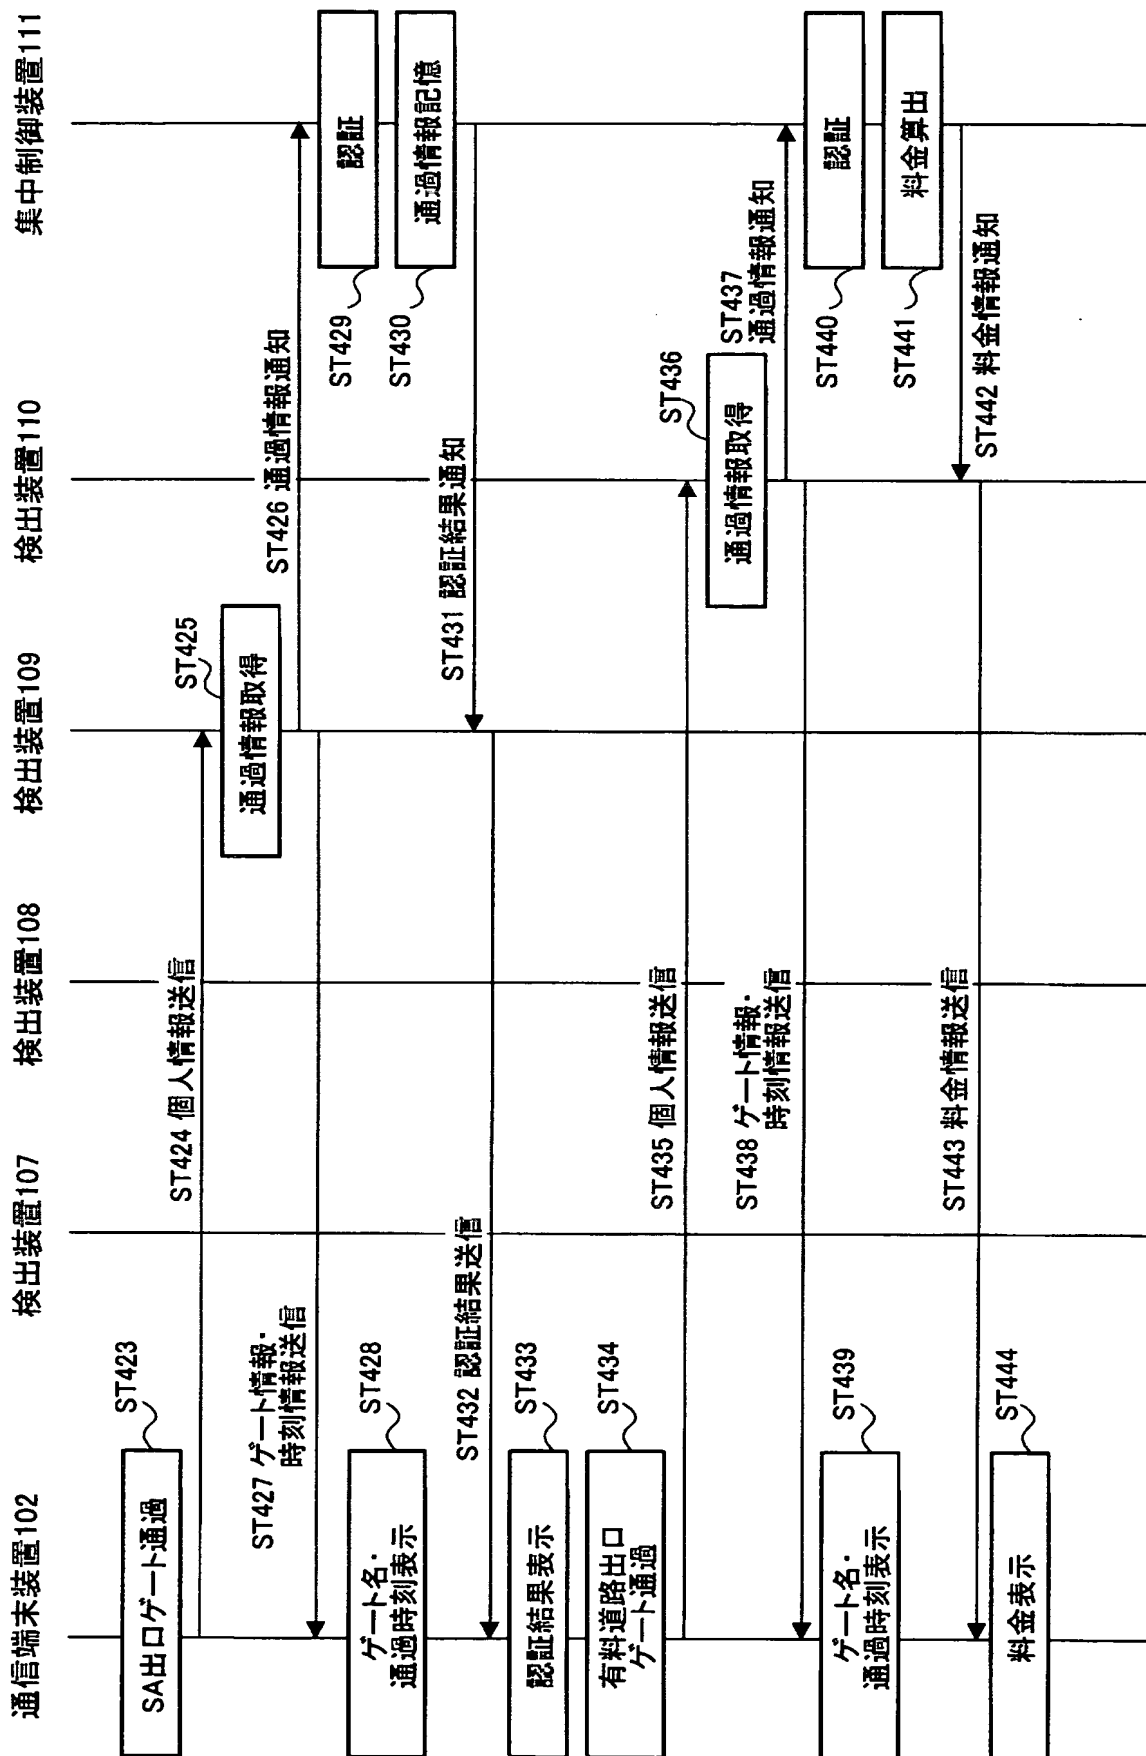 通信端末装置102
検出装置107
検出装置108
検出装置109
検出装置110
集中制御装置111
SA出口ゲート通過
ST423
ST424 個人情報送信
通過情報取得
ST425
ST426 通過情報通知
ST427 ゲート情報・
時刻情報送信
ゲート名・
通過時刻表示
ST428
認証
ST429
通過情報記憶
ST430
ST431 認証結果通知
ST432 認証結果送信
認証結果表示
ST433
有料道路出口
ゲート通過
ST434
ST435 個人情報送信
通過情報取得
ST436
ST437
通過情報通知
ST438 ゲート情報・
時刻情報送信
ゲート名・
通過時刻表示
ST439
認証
ST440
料金算出
ST441
ST442 料金情報通知
ST443 料金情報送信
料金表示
ST444